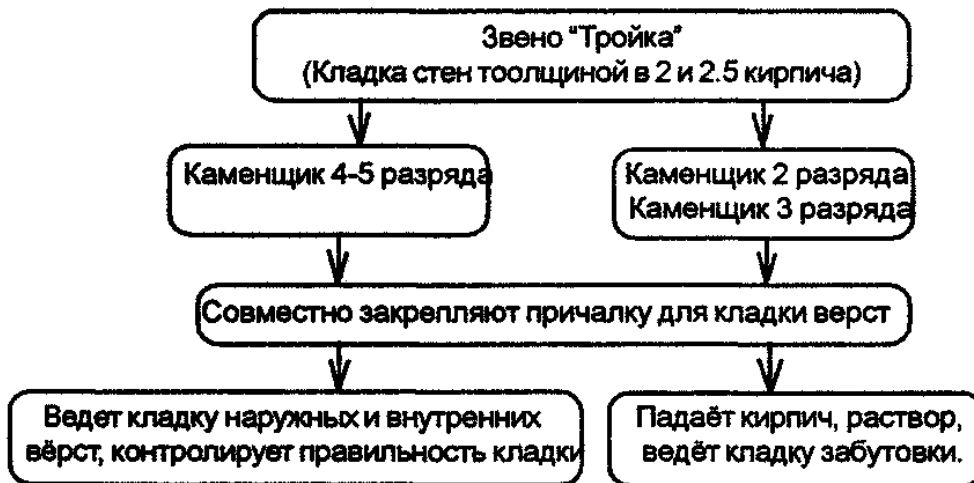 Звено "Тройка"
(Кладка стен тоолщиной в 2 и 2.5 кирпича)
Каменщик 4-5 разряда
Каменщик 2 разряда
Каменщик 3 разряда
Совместно закрепляют причалку для кладки верст
Ведет кладку наружных и внутренних
вёрст, контролирует правильность кладки
Падаёт кирпич, раствор,
ведёт кладку забутовки.